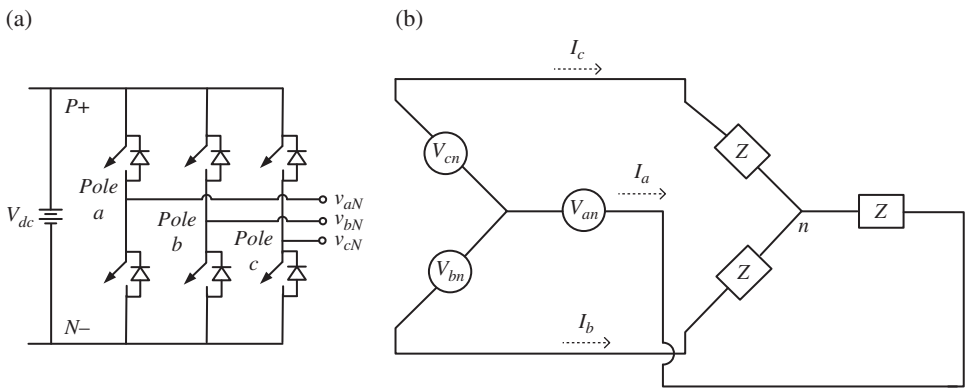 (a)
P+
Pole
a
Pole
b
Pole
c
V_dc
v_aN
v_bN
v_cN
N−
(b)
I_c
V_cn
Z
I_a
V_an
n
Z
V_bn
Z
I_b